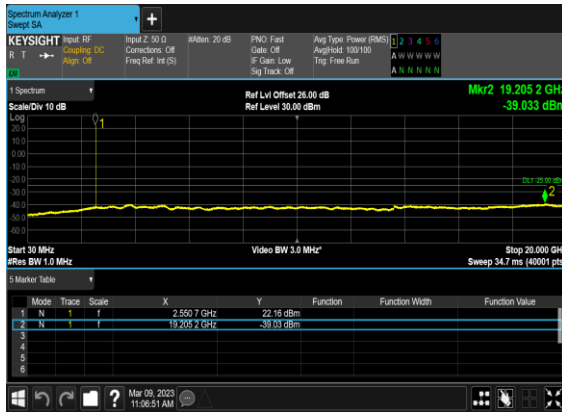 Spectrum Analyzer 1
Swept SA
+
KEYSIGHT Input: RF Input Z: 50 Ω #Atten: 20 dB PNO: Fast Avg Type: Power (RMS) 1 2 3 4 5 6
R T Coupling: DC Corrections: Off Gate: Off Avg|Hold: 100/100 A W W W W W
Align: Off Freq Ref: Int (S) IF Gain: Low Trig: Free Run
LXI Sig Track: Off A N N N N N
1 Spectrum Ref Lvl Offset 26.00 dB Mkr2 19.205 2 GHz
Scale/Div 10 dB Ref Level 30.00 dBm -39.033 dBm
Log
20.0 1
10.0
0.00
-10.0
-20.0 DL1 -25.00 dBm
-30.0 2
-40.0
-50.0
-60.0
Start 30 MHz Video BW 3.0 MHz* Stop 20.000 GH
#Res BW 1.0 MHz Sweep 34.7 ms (40001 pts
5 Marker Table
Mode Trace Scale X Y Function Function Width Function Value
1 N 1 f 2.550 7 GHz 22.16 dBm
2 N 1 f 19.205 2 GHz -39.03 dBm
3
4
5
6
? Mar 09, 2023
11:06:51 AM